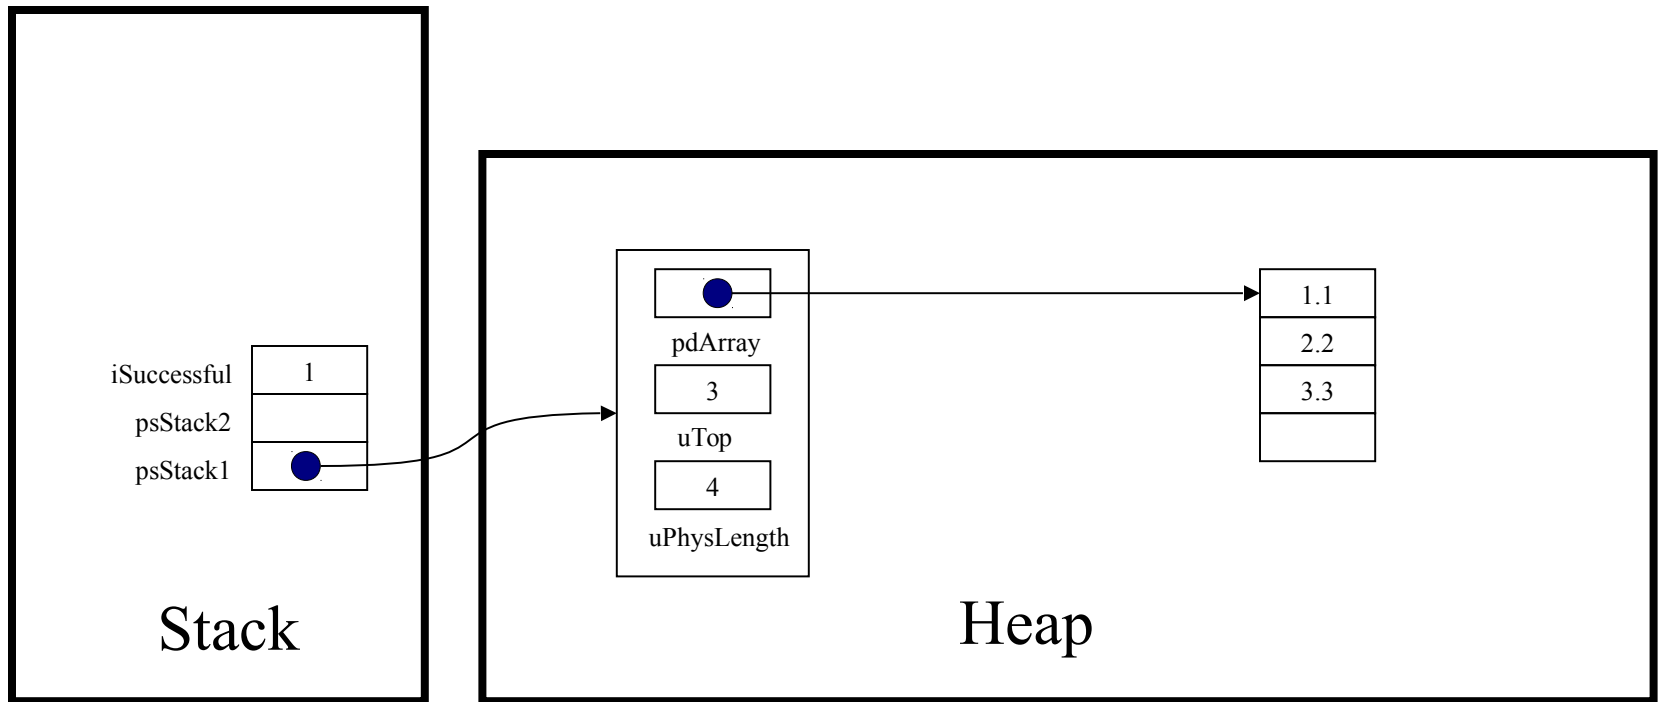 iSuccessful 1
psStack2
psStack1
Stack
pdArray
3
uTop
4
uPhysLength
1.1
2.2
3.3
Heap